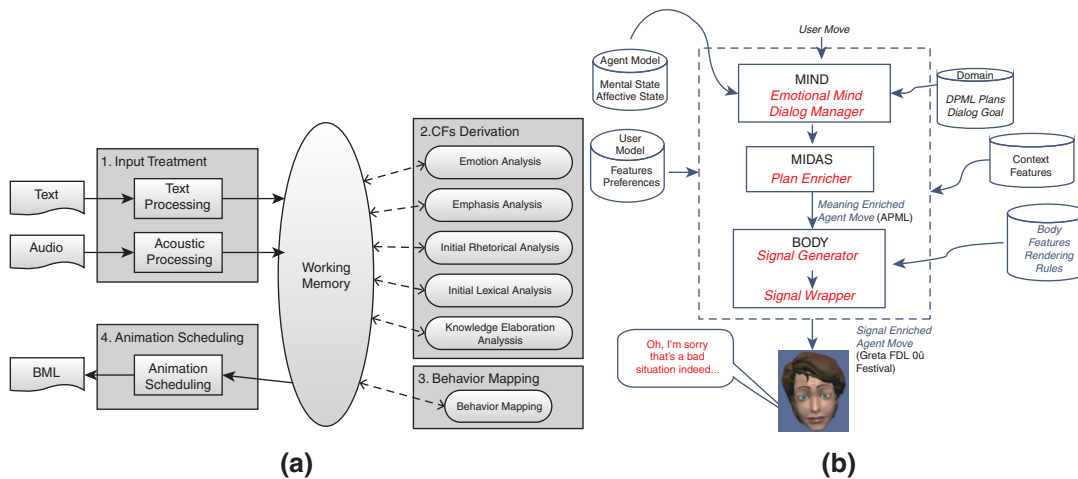 1. Input Treatment
Text
Text
Processing
Audio
Acoustic
Processing
4. Animation Scheduling
BML
Animation
Scheduling
Working
Memory
2.CFs Derivation
Emotion Analysis
Emphasis Analysis
Initial Rhetorical Analysis
Initial Lexical Analysis
Knowledge Elaboration
Analyssis
3. Behavior Mapping
Behavior Mapping
(a)
User Move
Agent Model
Mental State
Affective State
MIND
Emotional Mind
Dialog Manager
Domain
DPML Plans
Dialog Goal
User
Model
Features
Preferences
MIDAS
Plan Enricher
Context
Features
Meaning Enriched
Agent Move (APML)
BODY
Signal Generator
Signal Wrapper
Body
Features
Rendering
Rules
Signal Enriched
Agent Move
(Greta FDL 0û
Festival)
Oh, I'm sorry
that's a bad
situation indeed...
(b)